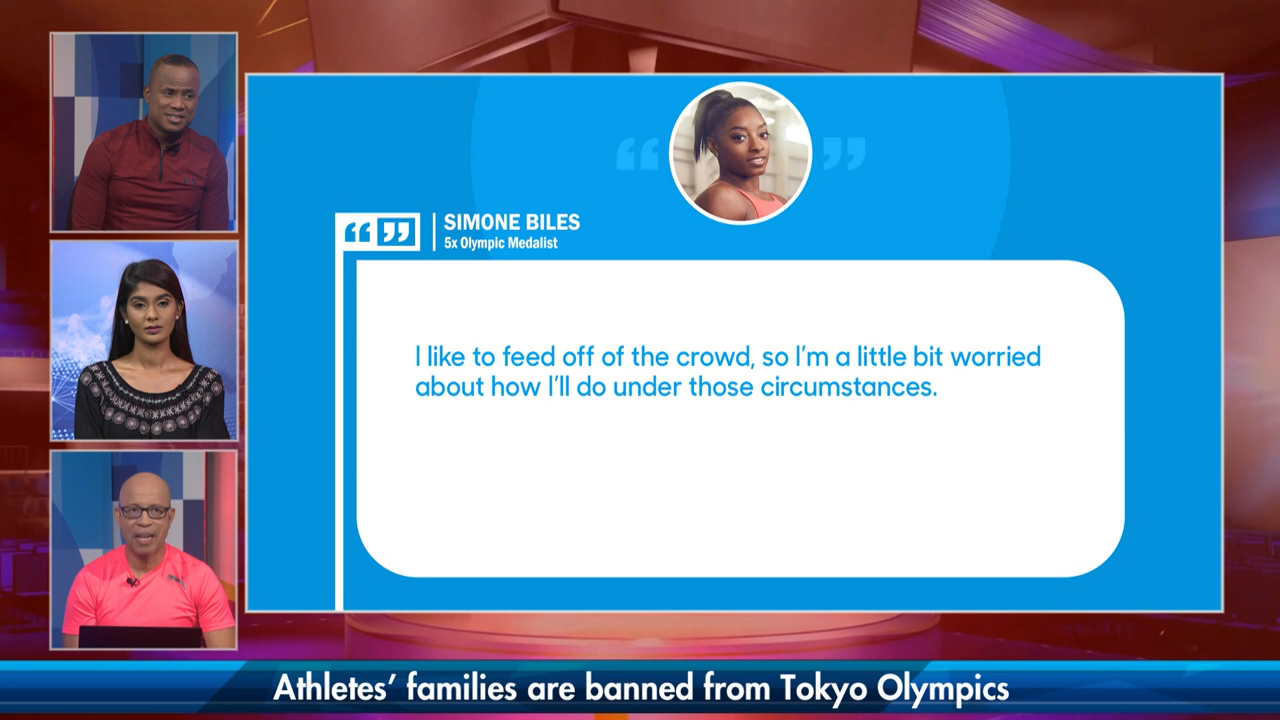 SIMONE BILES
5x Olympic Medalist
I like to feed off of the crowd, so I'm a little bit worried
about how I'll do under those circumstances.
Athletes' families are banned from Tokyo Olympics